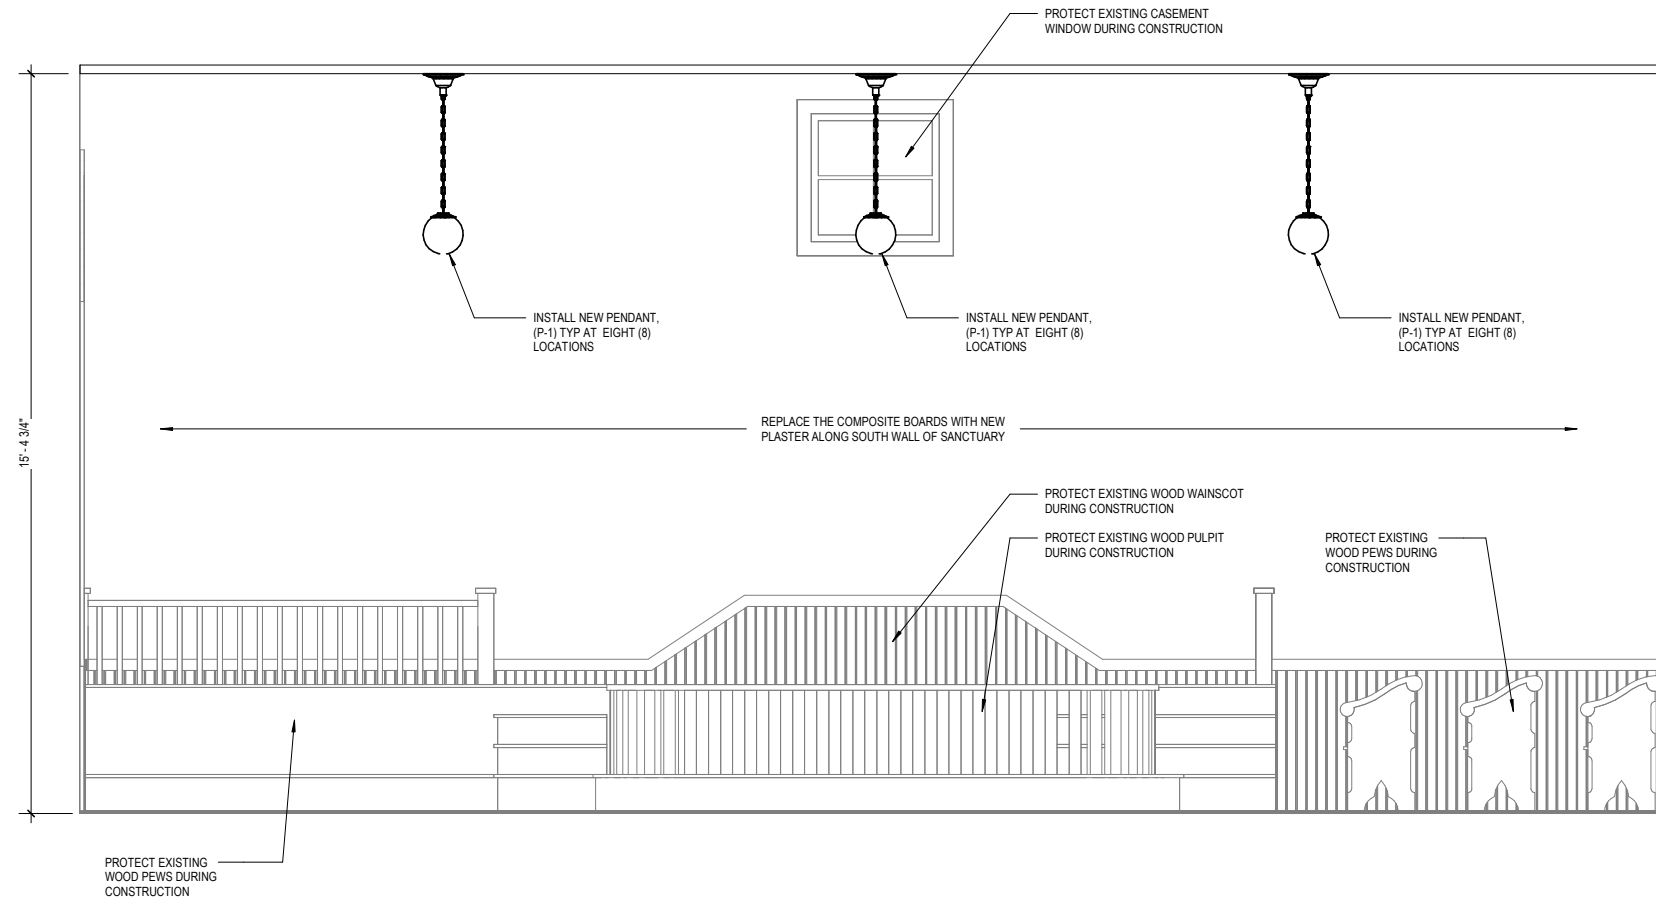 PROTECT EXISTING CASEMENT
WINDOW DURING CONSTRUCTION
INSTALL NEW PENDANT,
(P-1) TYP AT EIGHT (8)
LOCATIONS
INSTALL NEW PENDANT,
(P-1) TYP AT EIGHT (8)
LOCATIONS
INSTALL NEW PENDANT,
(P-1) TYP AT EIGHT (8)
LOCATIONS
15' - 4 3/4"
REPLACE THE COMPOSITE BOARDS WITH NEW
PLASTER ALONG SOUTH WALL OF SANCTUARY
PROTECT EXISTING WOOD WAINSCOT
DURING CONSTRUCTION
PROTECT EXISTING WOOD PULPIT
DURING CONSTRUCTION
PROTECT EXISTING
WOOD PEWS DURING
CONSTRUCTION
PROTECT EXISTING
WOOD PEWS DURING
CONSTRUCTION